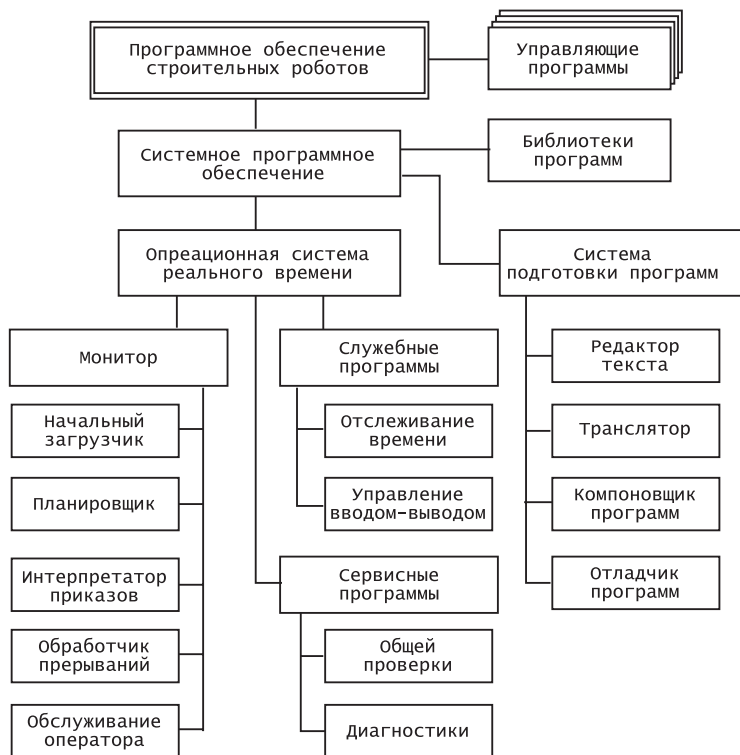 Программное обеспечение
строительных роботов
Управляющие
программы
Системное программное
обеспечение
Библиотеки
программ
Опреационная система
реального времени
Система
подготовки программ
Монитор
Служебные
программы
Редактор
текста
Начальный
загрузчик
Отслеживание
времени
Транслятор
Планировщик
Управление
вводом-выводом
Компоновщик
программ
Интерпретатор
приказов
Сервисные
программы
Отладчик
программ
Обработчик
прерываний
Общей
проверки
Обслуживание
оператора
Диагностики